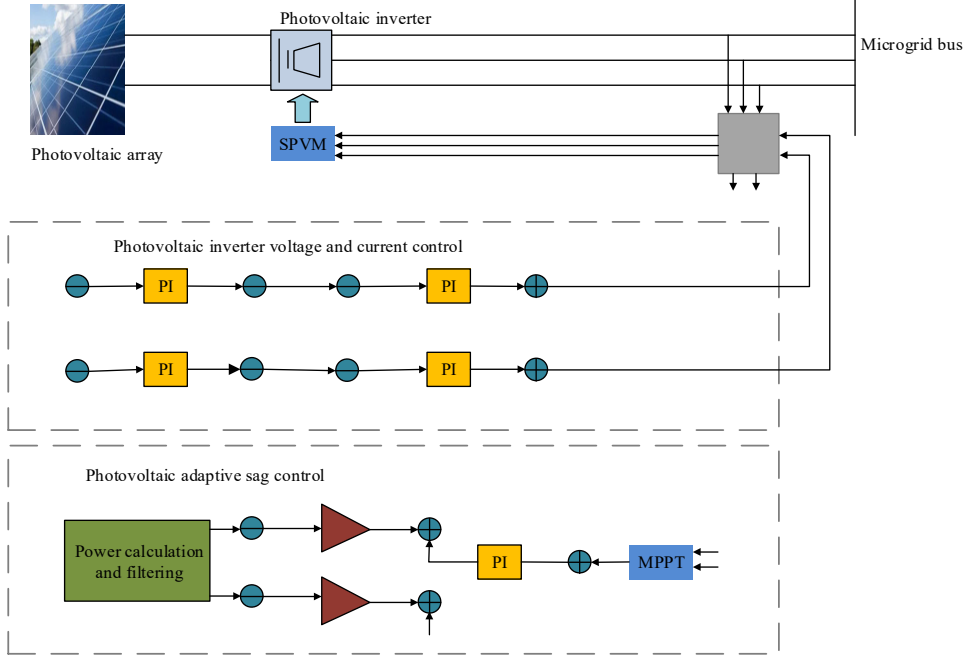 Photovoltaic inverter
Microgrid bus
SPVM
Photovoltaic array
Photovoltaic inverter voltage and current control
PI
PI
PI
PI
Photovoltaic adaptive sag control
Power calculation
and filtering
PI
MPPT